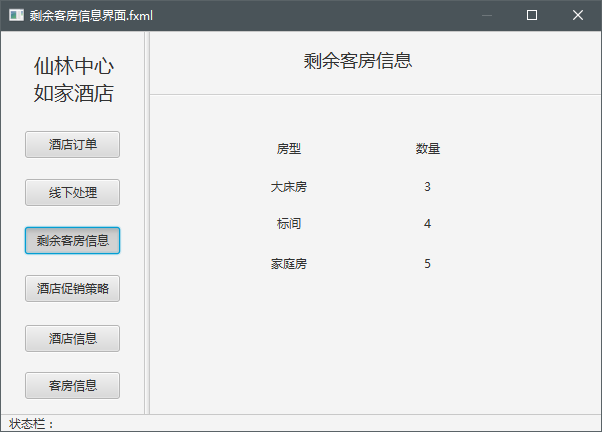 剩余客房信息界面.fxml
仙林中心
如家酒店
酒店订单
线下处理
剩余客房信息
酒店促销策略
酒店信息
客房信息
剩余客房信息
房型 数量
大床房 3
标间 4
家庭房 5
状态栏：